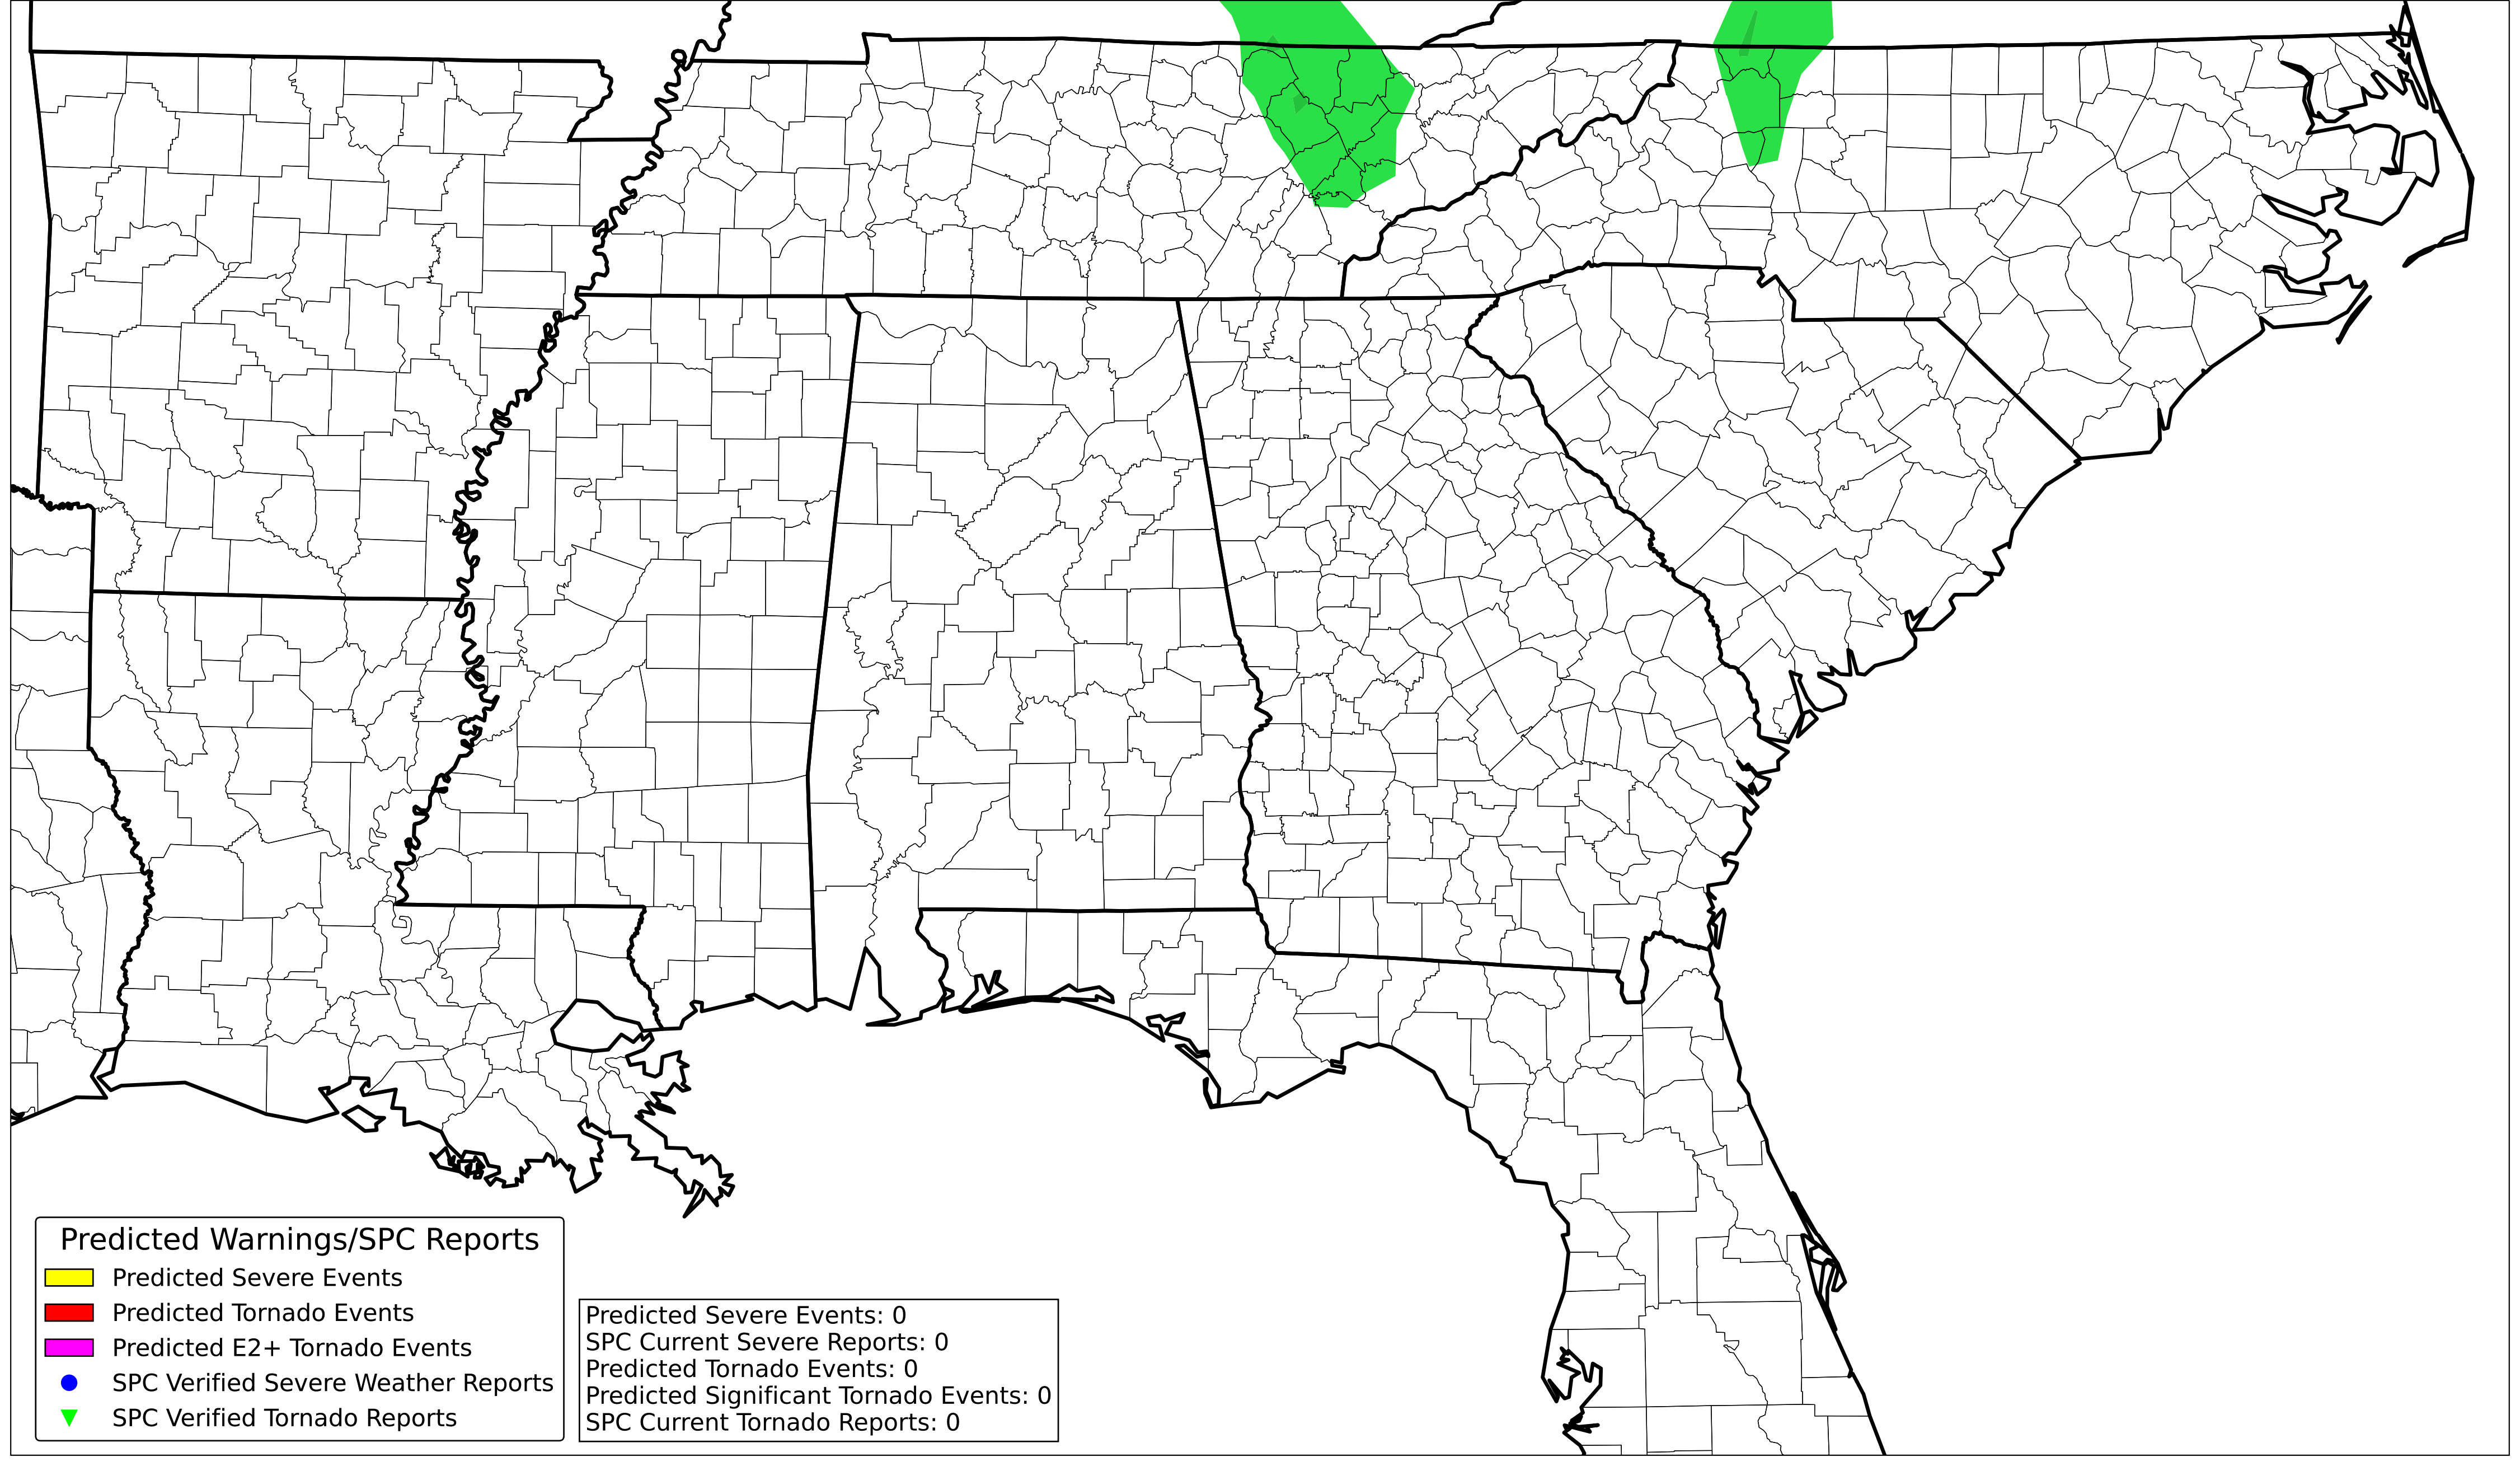 Predicted Warnings/SPC Reports
Predicted Severe Events
Predicted Tornado Events
Predicted E2+ Tornado Events
SPC Verified Severe Weather Reports
SPC Verified Tornado Reports
Predicted Severe Events: 0
SPC Current Severe Reports: 0
Predicted Tornado Events: 0
Predicted Significant Tornado Events: 0
SPC Current Tornado Reports: 0